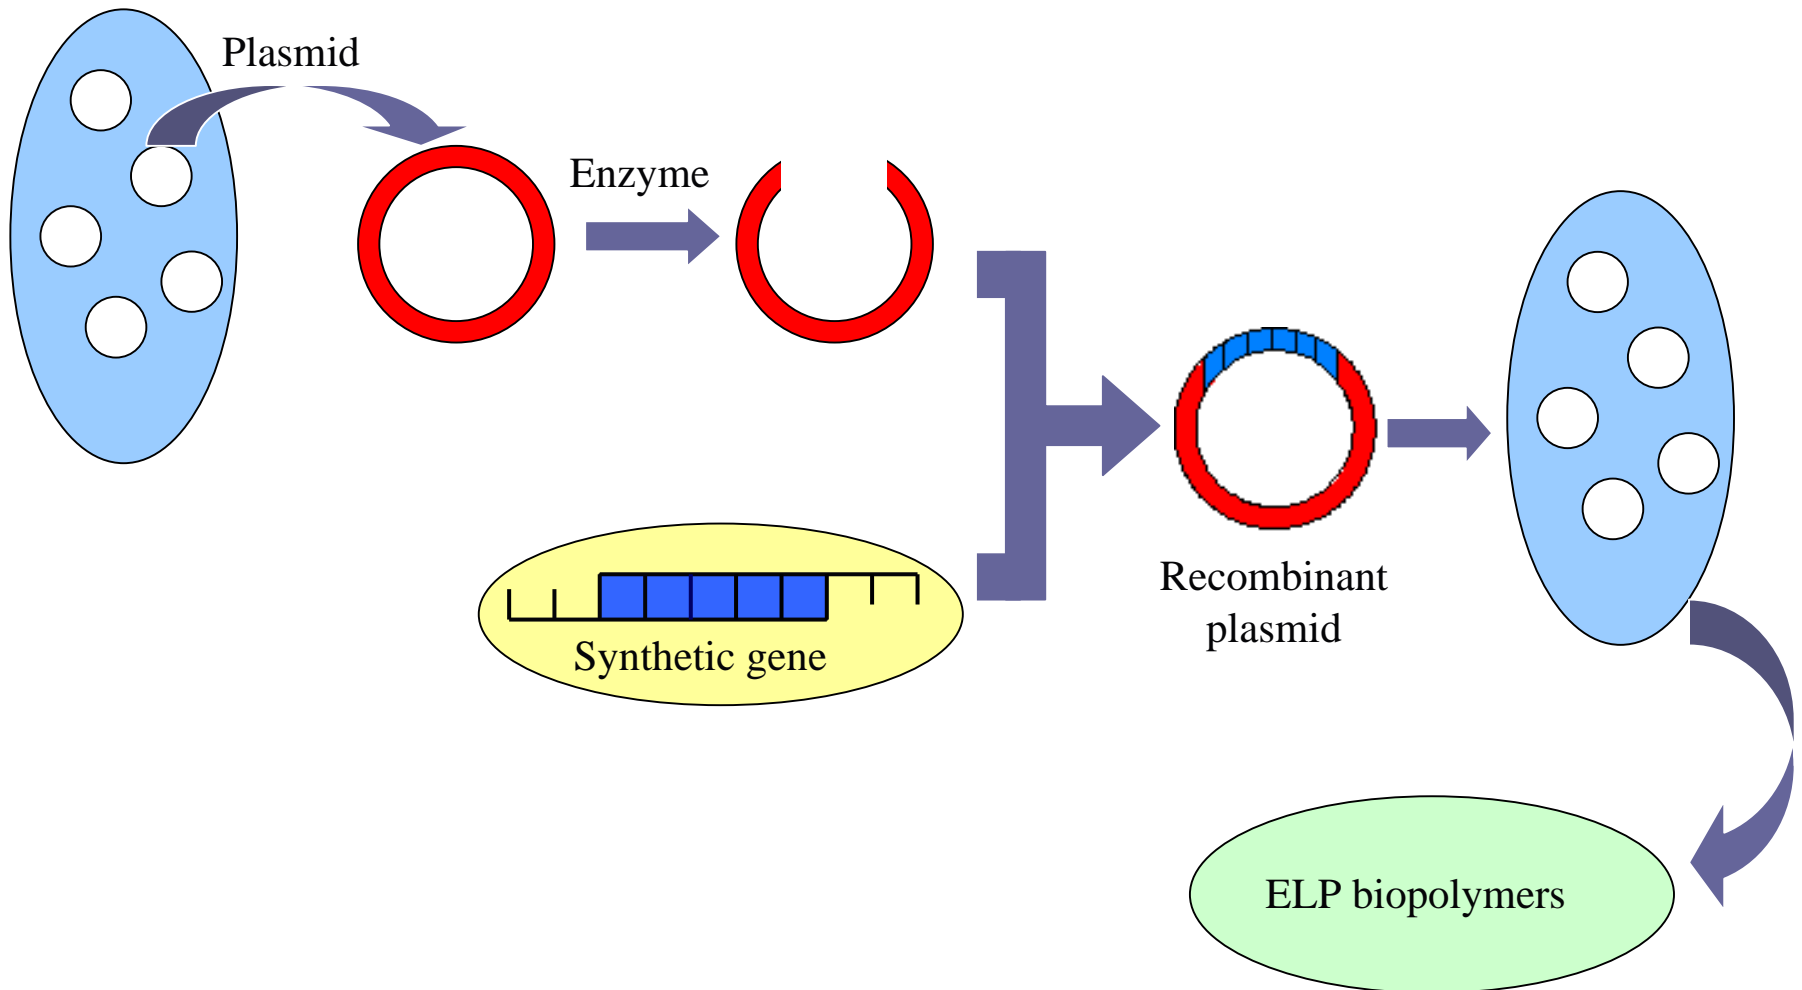 Plasmid
Enzyme
Synthetic gene
Recombinant
plasmid
ELP biopolymers